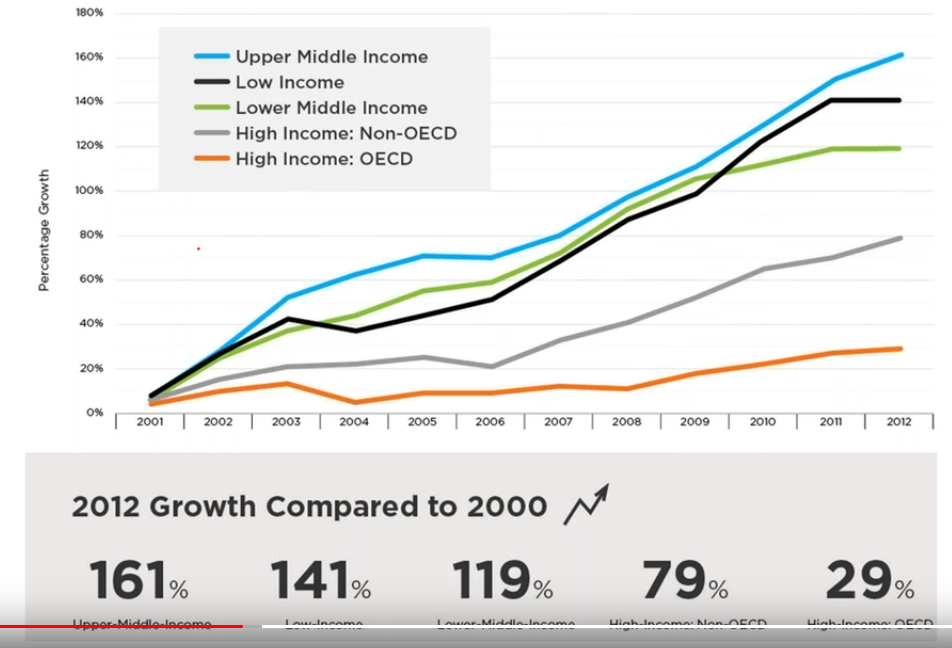 180%
160%
140%
120%
100%
80%
60%
40%
20%
0%
Percentage Growth
Upper Middle Income
Low Income
Lower Middle Income
High Income: Non-OECD
High Income: OECD
2001 2002 2003 2004 2005 2006 2007 2008 2009 2010 2011 2012
2012 Growth Compared to 2000
161% 141% 119% 79% 29%
Upper-Middle-Income Low-Income Lower-Middle-Income High-Income: Non-OECD High-Income: OECD